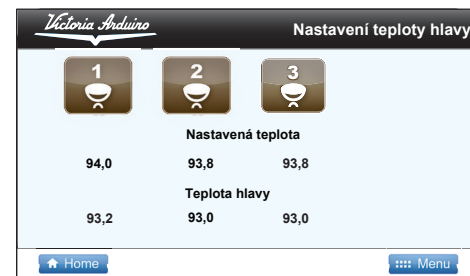 Victoria Arduino
Nastavení teploty hlavy
1 2 3
Nastavená teplota
94,0 93,8 93,8
Teplota hlavy
93,2 93,0 93,0
Home Menu